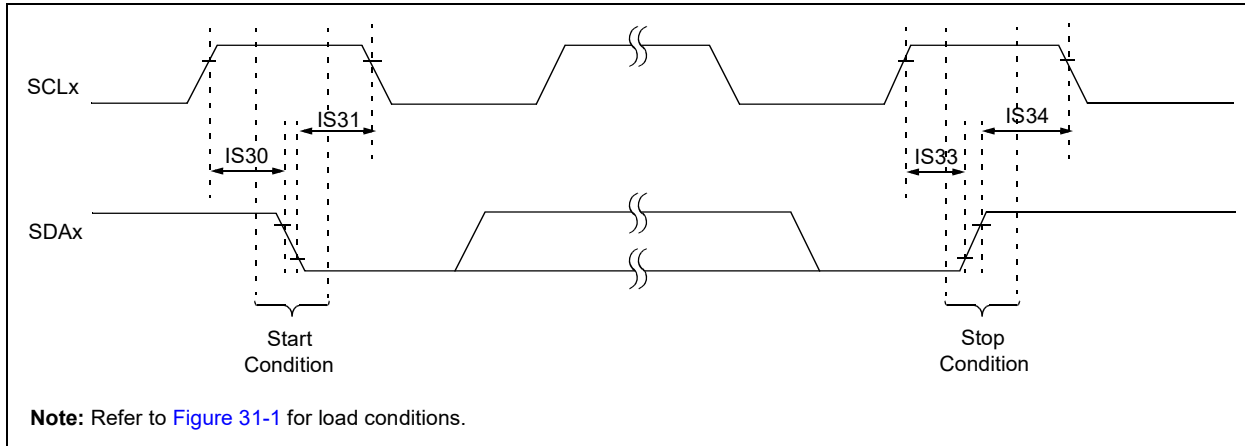 SCLx
IS31
IS34
IS30
IS33
SDAx
Start
Condition
Stop
Condition
Note: Refer to Figure 31-1 for load conditions.